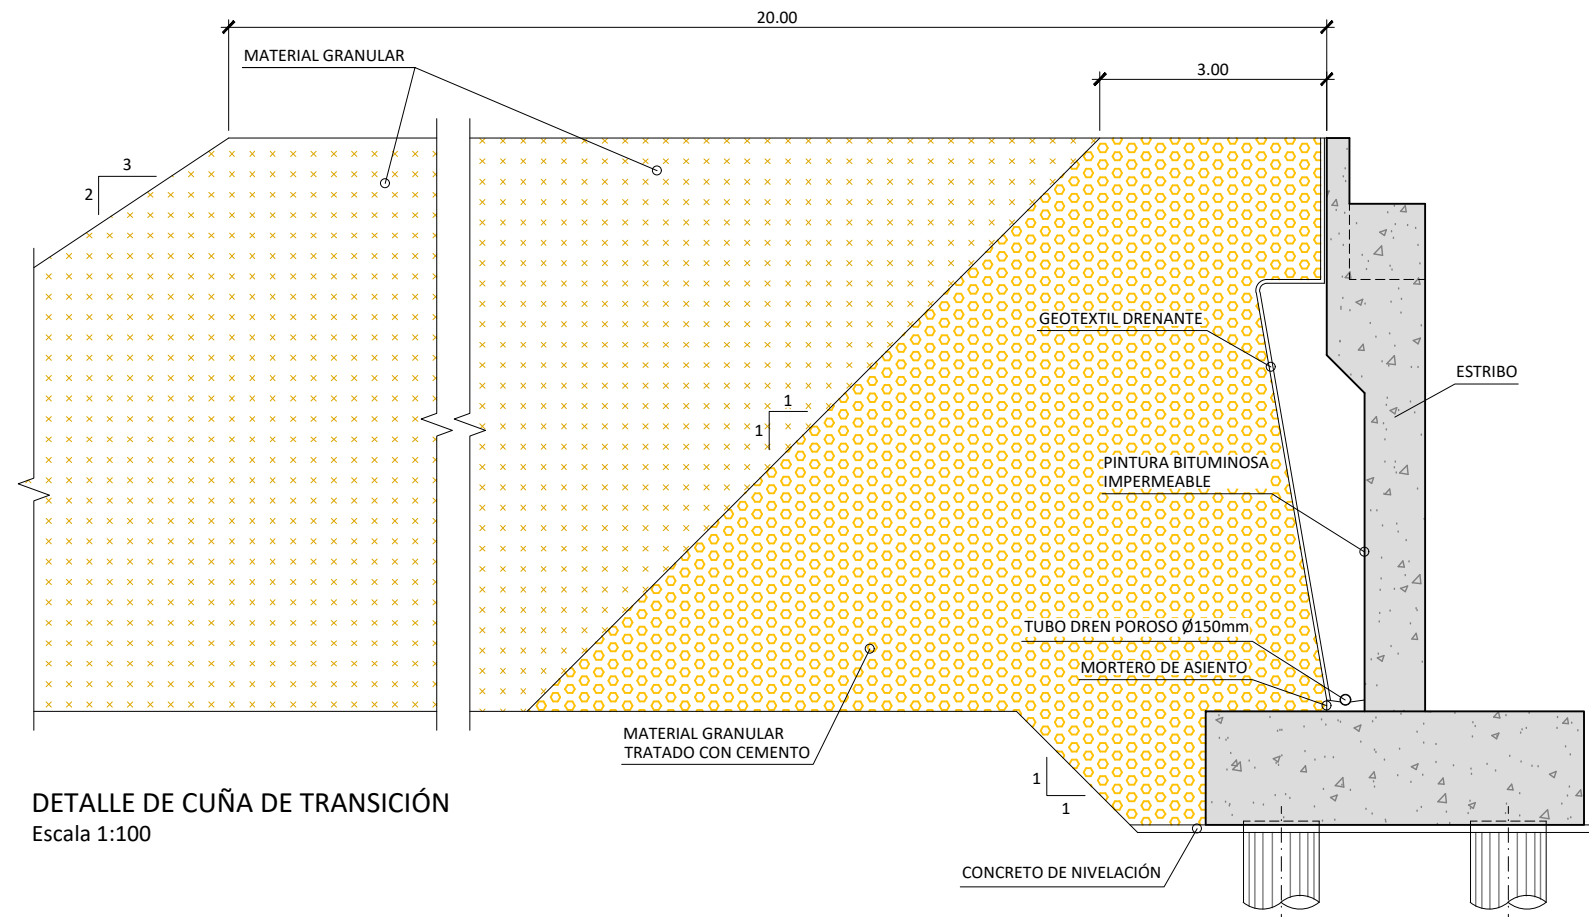 20.00
MATERIAL GRANULAR
3.00
3
2
GEOTEXTIL DRENANTE
ESTRIBO
1
1
PINTURA BITUMINOSA
IMPERMEABLE
TUBO DREN POROSO Ø150mm
MORTERO DE ASIENTO
MATERIAL GRANULAR
TRATADO CON CEMENTO
1
1
DETALLE DE CUÑA DE TRANSICIÓN
Escala 1:100
CONCRETO DE NIVELACIÓN